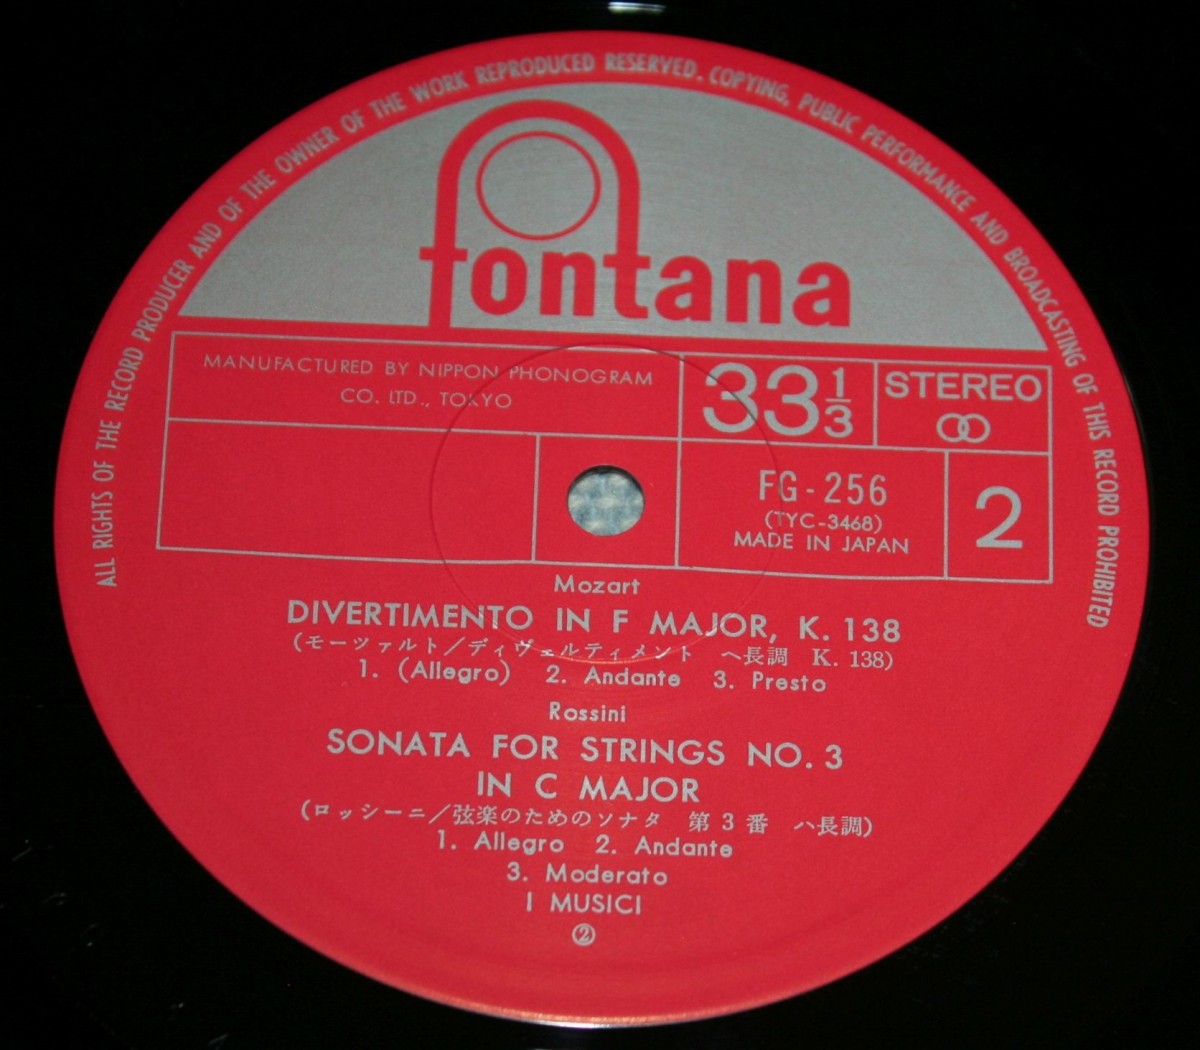 ALL RIGHTS OF THE RECORD PRODUCER AND OF THE OWNER OF THE WORK REPRODUCED RESERVED. COPYING, PUBLIC PERFORMANCE AND BROADCASTING OF THIS RECORD PROHIBITED
fontana
MANUFACTURED BY NIPPON PHONOGRAM
CO. LTD., TOKYO
33 1/3
STEREO
FG-256
(TYC-3468)
MADE IN JAPAN
2
Mozart
DIVERTIMENTO IN F MAJOR, K. 138
(モーツァルト/ディヴェルティメント ヘ長調 K. 138)
1. (Allegro) 2. Andante 3. Presto
Rossini
SONATA FOR STRINGS NO. 3
IN C MAJOR
(ロッシーニ/弦楽のためのソナタ 第3番 ハ長調)
1. Allegro 2. Andante
3. Moderato
I MUSICI
②